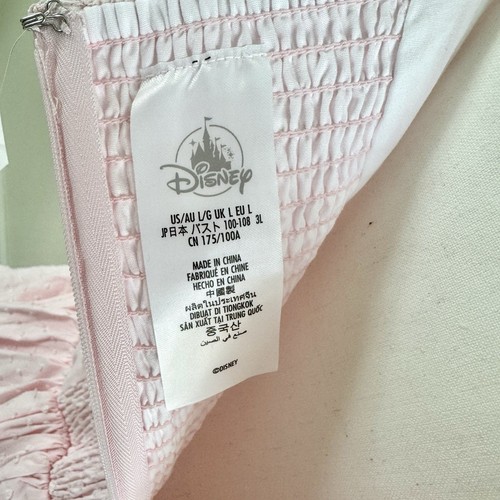 Disney
US/AU L/G UK L EU L
JP日本 バスト 100-108 3L
CN 175/100A
MADE IN CHINA
FABRIQUÉ EN CHINE
HECHO EN CHINA
中國製
ผลิตในประเทศจีน
DIBUAT DI TIONGKOK
SẢN XUẤT TẠI TRUNG QUỐC
중국산
صنع في الصين
©DISNEY